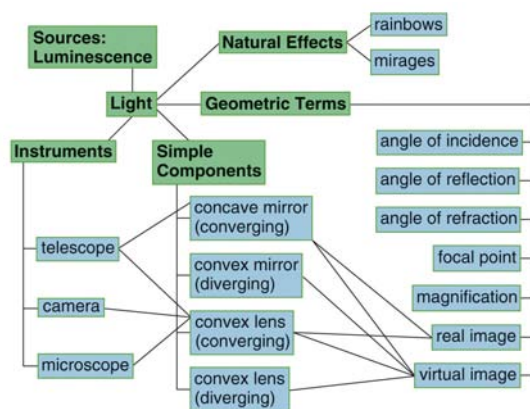 Sources:
Luminescence
Natural Effects
rainbows
mirages
Light
Geometric Terms
Instruments
Simple
Components
angle of incidence
angle of reflection
angle of refraction
focal point
magnification
real image
virtual image
telescope
camera
microscope
concave mirror
(converging)
convex mirror
(diverging)
convex lens
(converging)
convex lens
(diverging)